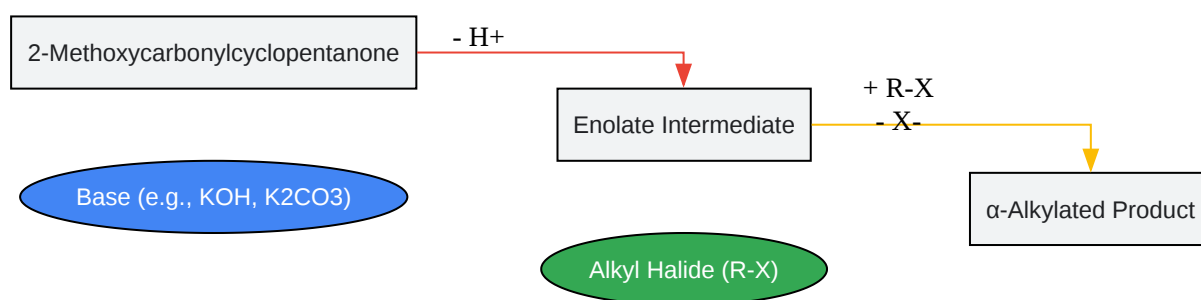 2-Methoxycarbonylcyclopentanone
- H+
Enolate Intermediate
+ R-X
- X-
α-Alkylated Product
Base (e.g., KOH, K2CO3)
Alkyl Halide (R-X)